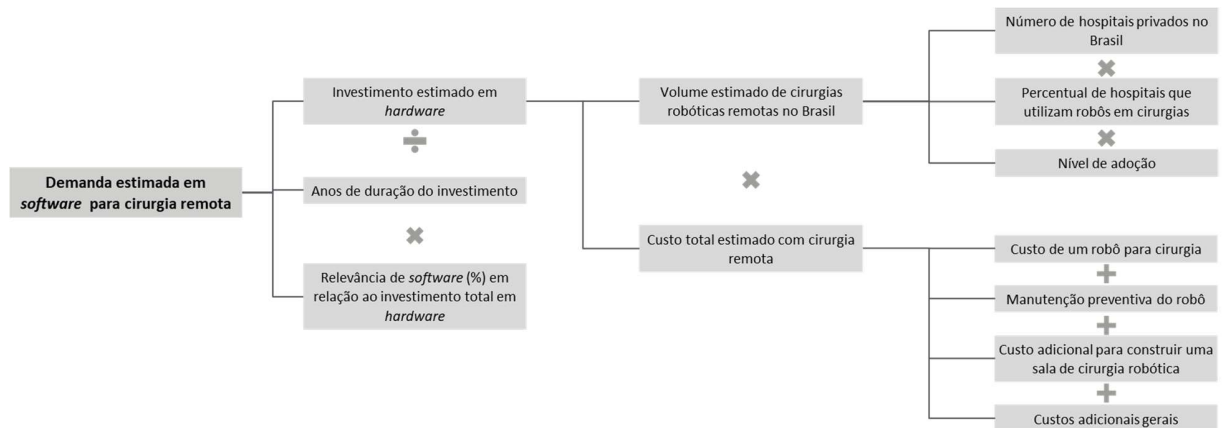 Demanda estimada em
software para cirurgia remota
Investimento estimado em
hardware
÷
Anos de duração do investimento
×
Relevância de software (%) em
relação ao investimento total em
hardware
Volume estimado de cirurgias
robóticas remotas no Brasil
×
Custo total estimado com cirurgia
remota
Número de hospitais privados no
Brasil
×
Percentual de hospitais que
utilizam robôs em cirurgias
×
Nível de adoção
Custo de um robô para cirurgia
+
Manutenção preventiva do robô
+
Custo adicional para construir uma
sala de cirurgia robótica
+
Custos adicionais gerais